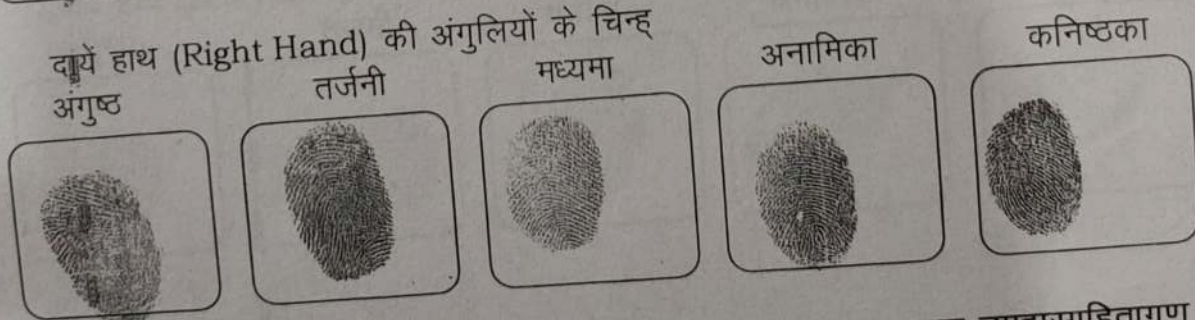 दायें हाथ (Right Hand) की अंगुलियों के चिन्ह्
अंगुष्ठ तर्जनी मध्यमा अनामिका कनिष्ठका